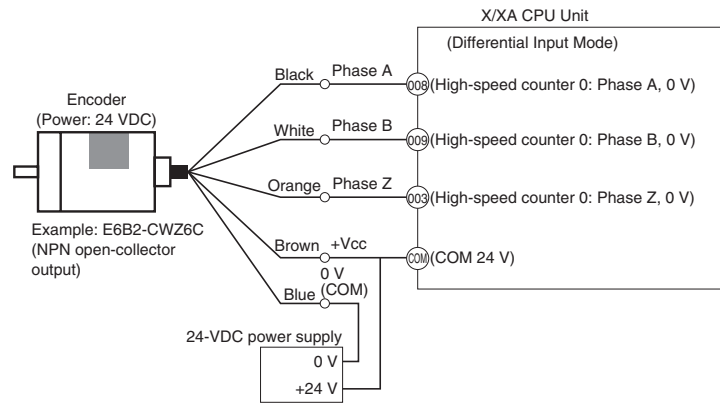 X/XA CPU Unit
(Differential Input Mode)
Black Phase A
008 (High-speed counter 0: Phase A, 0 V)
Encoder
(Power: 24 VDC)
White Phase B
009 (High-speed counter 0: Phase B, 0 V)
Orange Phase Z
003 (High-speed counter 0: Phase Z, 0 V)
Example: E6B2-CWZ6C
(NPN open-collector
output)
Brown +Vcc
COM (COM 24 V)
0 V
(COM)
Blue
24-VDC power supply
0 V
+24 V